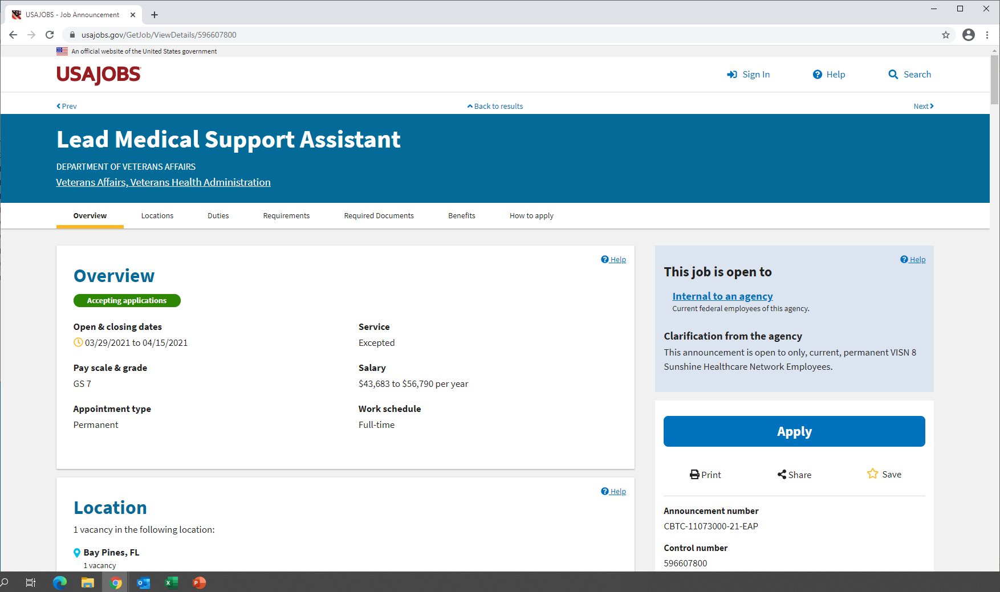 USAJOBS - Job Announcement
usajobs.gov/GetJob/ViewDetails/596607800
An official website of the United States government
USAJOBS
Sign In
Help
Search
Prev
Back to results
Next
Lead Medical Support Assistant
DEPARTMENT OF VETERANS AFFAIRS
Veterans Affairs, Veterans Health Administration
Overview
Locations
Duties
Requirements
Required Documents
Benefits
How to apply
Help
Overview
Accepting applications
Open & closing dates
03/29/2021 to 04/15/2021
Service
Excepted
Pay scale & grade
GS 7
Salary
$43,683 to $56,790 per year
Appointment type
Permanent
Work schedule
Full-time
Help
Location
1 vacancy in the following location:
Bay Pines, FL
1 vacancy
Help
This job is open to
Internal to an agency
Current federal employees of this agency.
Clarification from the agency
This announcement is open to only, current, permanent VISN 8
Sunshine Healthcare Network Employees.
Apply
Print
Share
Save
Announcement number
CBTC-11073000-21-EAP
Control number
596607800